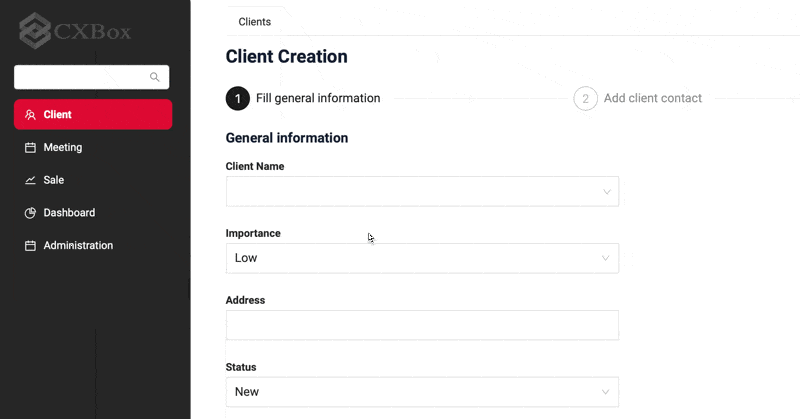 CXBox
Client
Meeting
Sale
Dashboard
Administration
Clients
Client Creation
1 Fill general information
2 Add client contact
General information
Client Name
Importance
Low
Address
Status
New